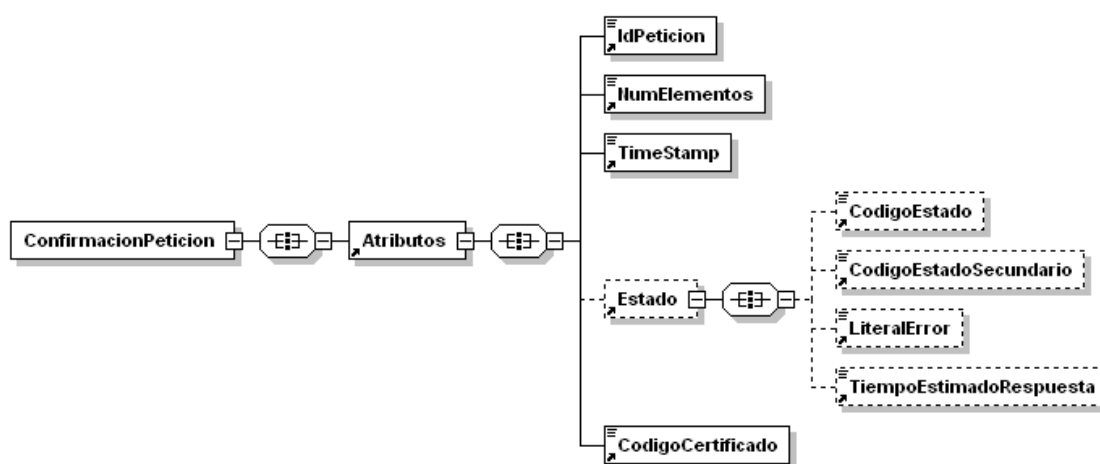 IdPeticion
NumElementos
TimeStamp
ConfirmacionPeticion
Atributos
Estado
CodigoEstado
CodigoEstadoSecundario
LiteralError
TiempoEstimadoRespuesta
CodigoCertificado